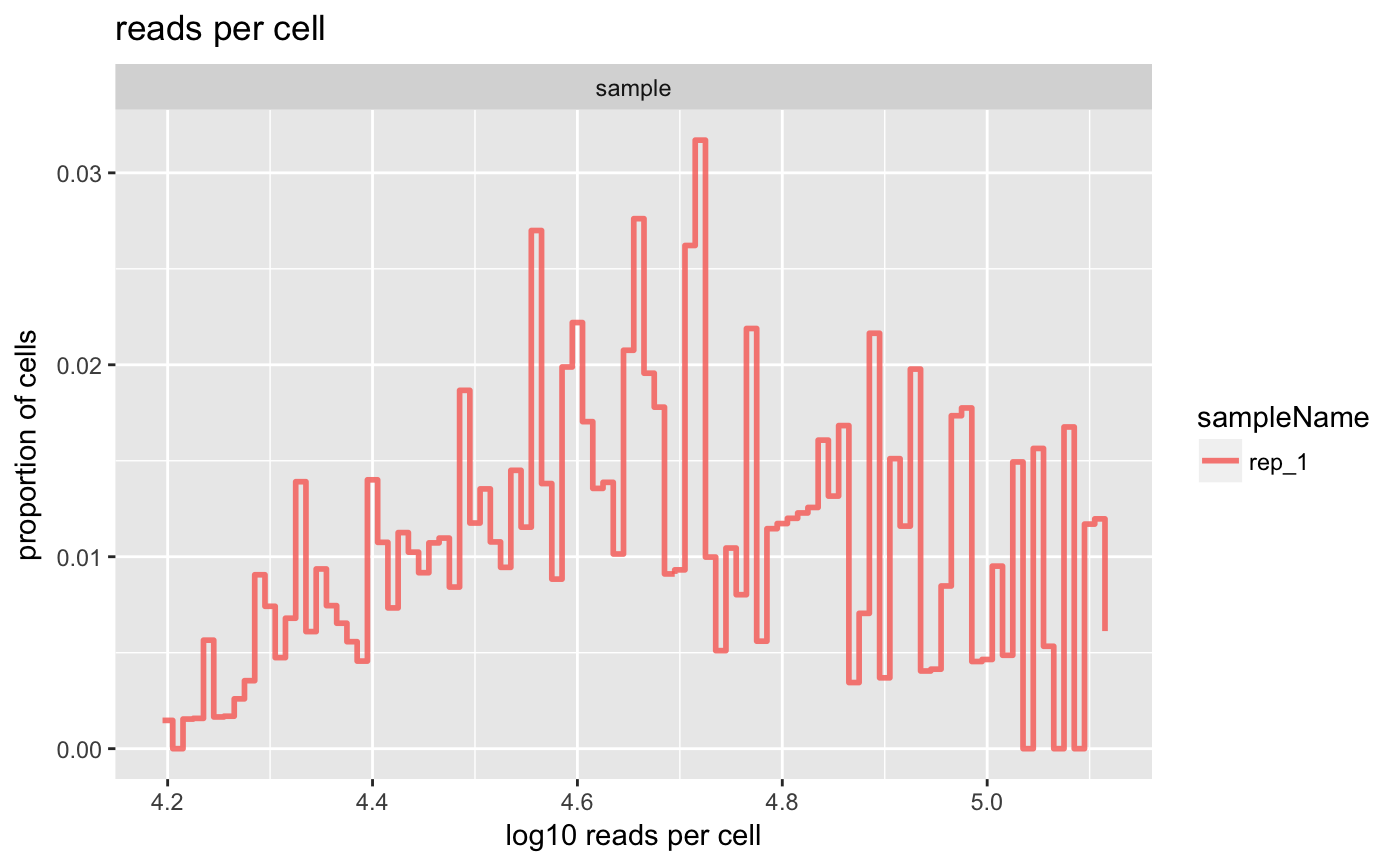 reads per cell
sample
0.03
0.02
0.01
0.00
proportion of cells
4.2 4.4 4.6 4.8 5.0
log10 reads per cell
sampleName
rep_1